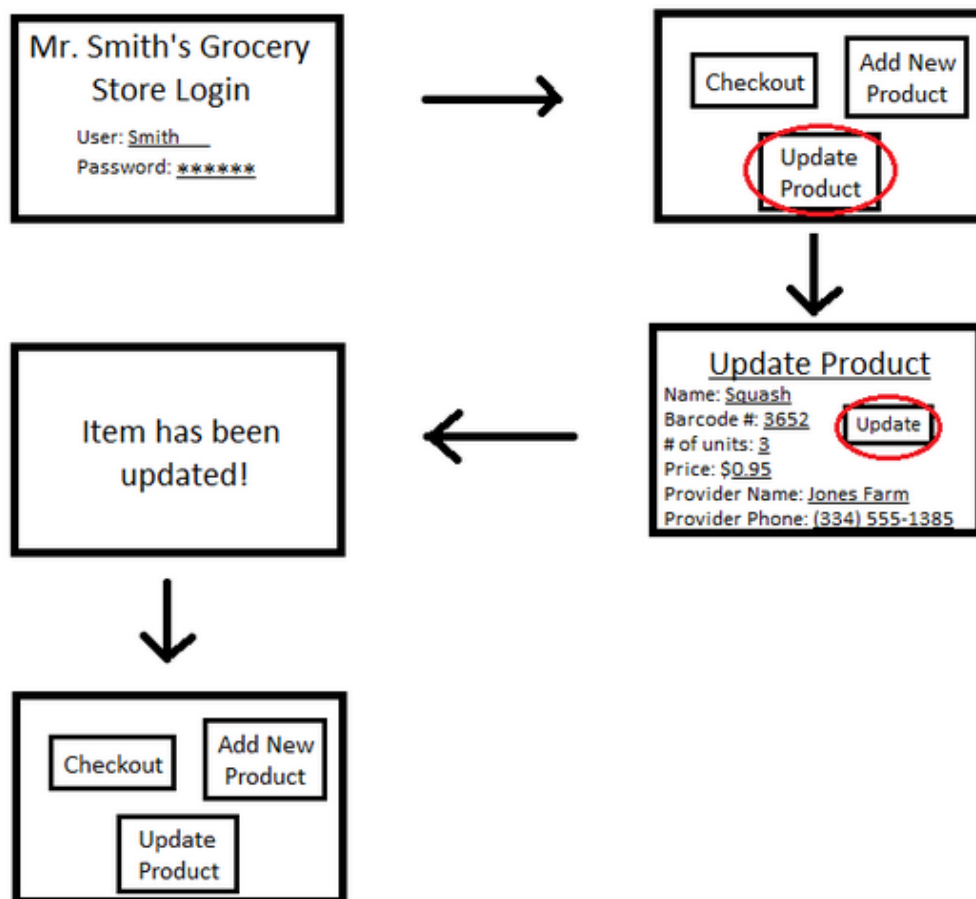 Mr. Smith's Grocery
Store Login
User: Smith
Password: ******
Checkout
Add New
Product
Update
Product
Update Product
Name: Squash
Barcode #: 3652
Update
# of units: 3
Price: $0.95
Provider Name: Jones Farm
Provider Phone: (334) 555-1385
Item has been
updated!
Checkout
Add New
Product
Update
Product